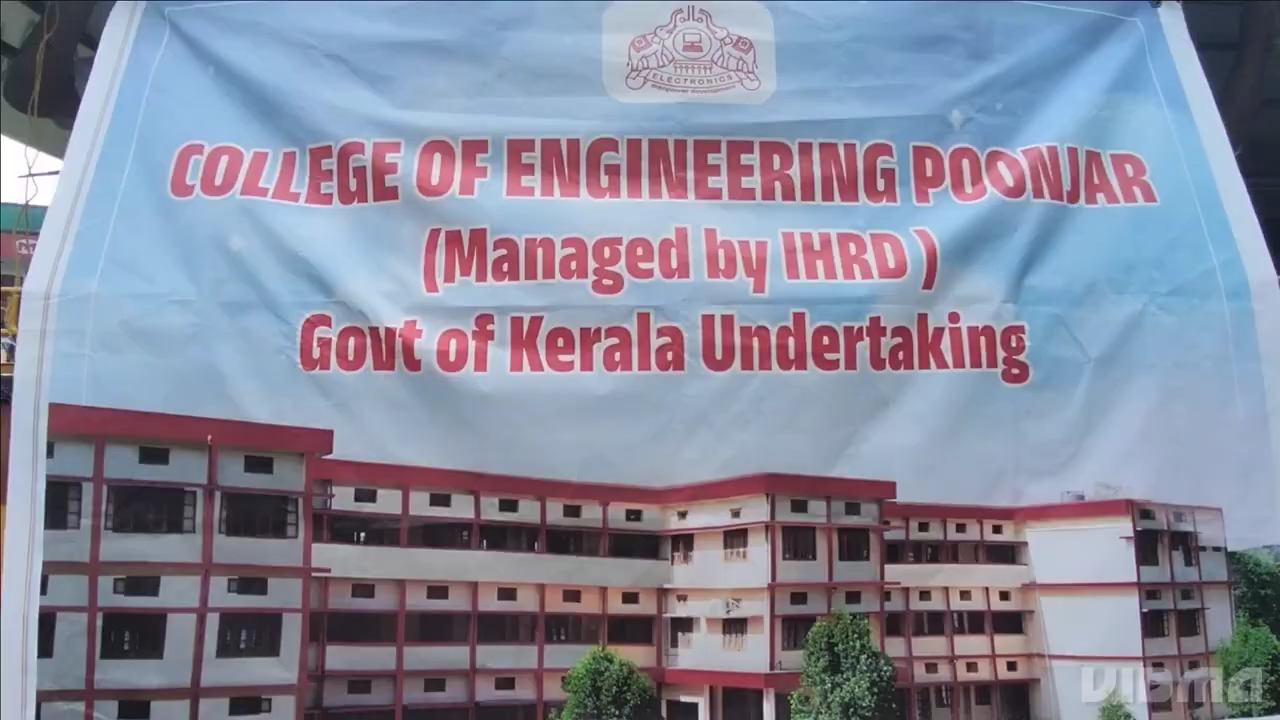 ELECTRONICS
COLLEGE OF ENGINEERING POONJAR
(Managed by IHRD )
Govt of Kerala Undertaking